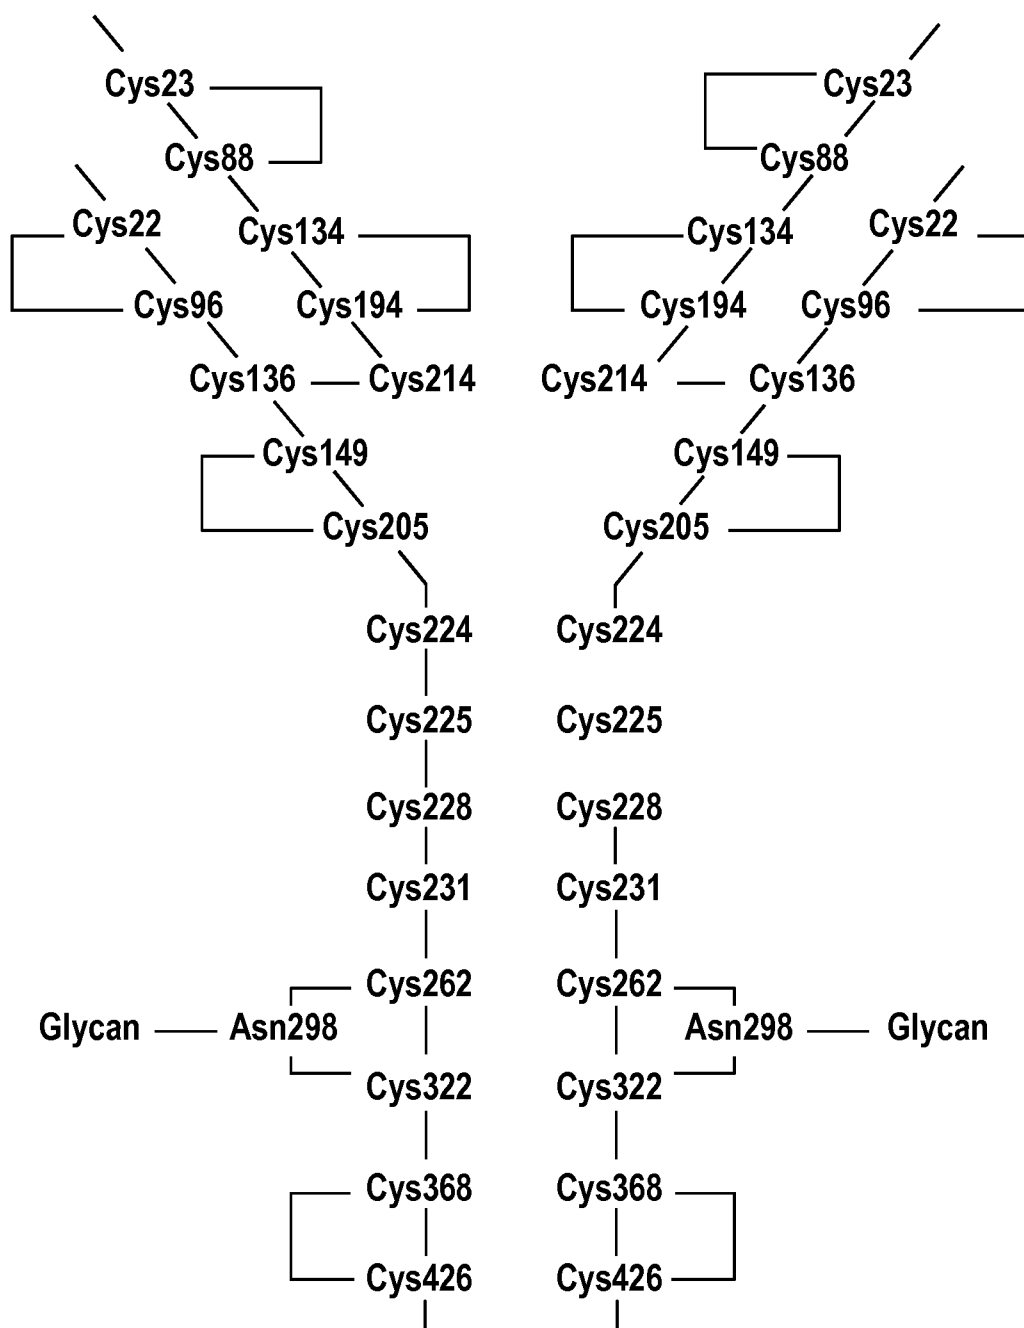 Cys23 Cys23
Cys88 Cys88
Cys22 Cys134 Cys134 Cys22
Cys96 Cys194 Cys194 Cys96
Cys136 Cys214 Cys214 Cys136
Cys149 Cys149
Cys205 Cys205
Cys224 Cys224
Cys225 Cys225
Cys228 Cys228
Cys231 Cys231
Cys262 Cys262
Glycan Asn298 Asn298 Glycan
Cys322 Cys322
Cys368 Cys368
Cys426 Cys426